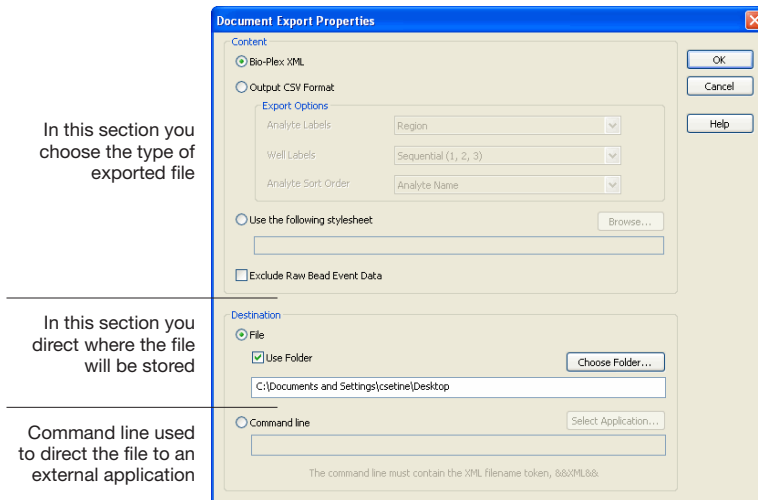 Document Export Properties
Content
Bio-Plex XML
OK
Output CSV Format
Cancel
Export Options
Analyte Labels
Region
Help
In this section you
choose the type of
exported file
Well Labels
Sequential (1, 2, 3)
Analyte Sort Order
Analyte Name
Use the following stylesheet
Browse...
Exclude Raw Bead Event Data
In this section you
direct where the file
will be stored
Destination
File
Use Folder
Choose Folder...
C:\Documents and Settings\csetine\Desktop
Command line used
to direct the file to an
external application
Command line
Select Application...
The command line must contain the XML filename token, &&XML&&